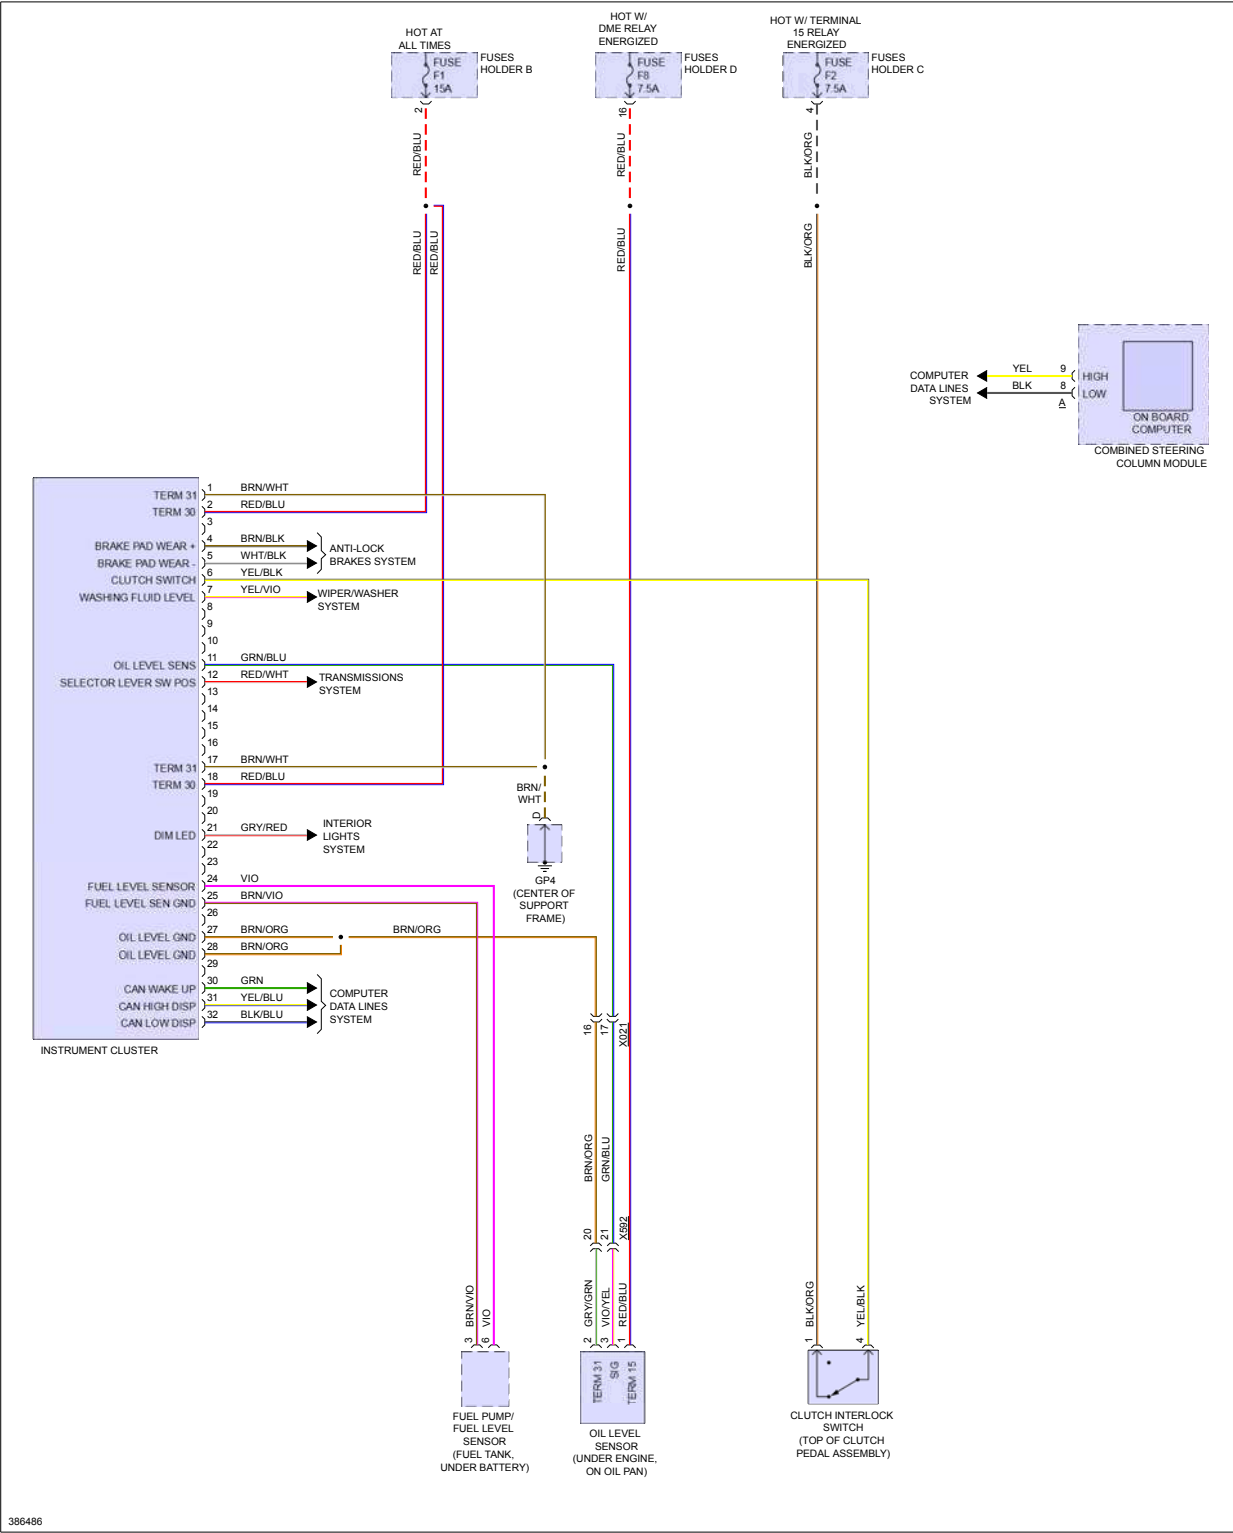 HOT AT
ALL TIMES
FUSE
F1
15A
FUSES
HOLDER B
2
RED/BLU
RED/BLU
RED/BLU
HOT W/
DME RELAY
ENERGIZED
FUSE
F8
7.5A
FUSES
HOLDER D
16
RED/BLU
RED/BLU
HOT W/ TERMINAL
15 RELAY
ENERGIZED
FUSE
F2
7.5A
FUSES
HOLDER C
4
BLK/ORG
BLK/ORG
COMPUTER
DATA LINES
SYSTEM
YEL 9 HIGH
BLK 8 LOW
A
ON BOARD
COMPUTER
COMBINED STEERING
COLUMN MODULE
TERM 31 1 BRN/WHT
TERM 30 2 RED/BLU
3
BRAKE PAD WEAR + 4 BRN/BLK
BRAKE PAD WEAR - 5 WHT/BLK
ANTI-LOCK
BRAKES SYSTEM
CLUTCH SWITCH 6 YEL/BLK
WASHING FLUID LEVEL 7 YEL/VIO
WIPER/WASHER
SYSTEM
8
9
10
OIL LEVEL SENS 11 GRN/BLU
SELECTOR LEVER SW POS 12 RED/WHT
TRANSMISSIONS
SYSTEM
13
14
15
16
TERM 31 17 BRN/WHT
TERM 30 18 RED/BLU
19
20
DIM LED 21 GRY/RED
INTERIOR
LIGHTS
SYSTEM
22
23
FUEL LEVEL SENSOR 24 VIO
FUEL LEVEL SEN GND 25 BRN/VIO
26
OIL LEVEL GND 27 BRN/ORG BRN/ORG
OIL LEVEL GND 28 BRN/ORG
29
CAN WAKE UP 30 GRN
CAN HIGH DISP 31 YEL/BLU
CAN LOW DISP 32 BLK/BLU
COMPUTER
DATA LINES
SYSTEM
INSTRUMENT CLUSTER
BRN/
WHT
D
GP4
(CENTER OF
SUPPORT
FRAME)
16
17
X021
BRN/ORG
GRN/BLU
20
21
X592
BRN/VIO
VIO
3
6
FUEL PUMP/
FUEL LEVEL
SENSOR
(FUEL TANK,
UNDER BATTERY)
GRY/GRN
VIO/YEL
RED/BLU
2
3
1
TERM 31
SIG
TERM 15
OIL LEVEL
SENSOR
(UNDER ENGINE,
ON OIL PAN)
BLK/ORG
YEL/BLK
1
4
CLUTCH INTERLOCK
SWITCH
(TOP OF CLUTCH
PEDAL ASSEMBLY)
386486